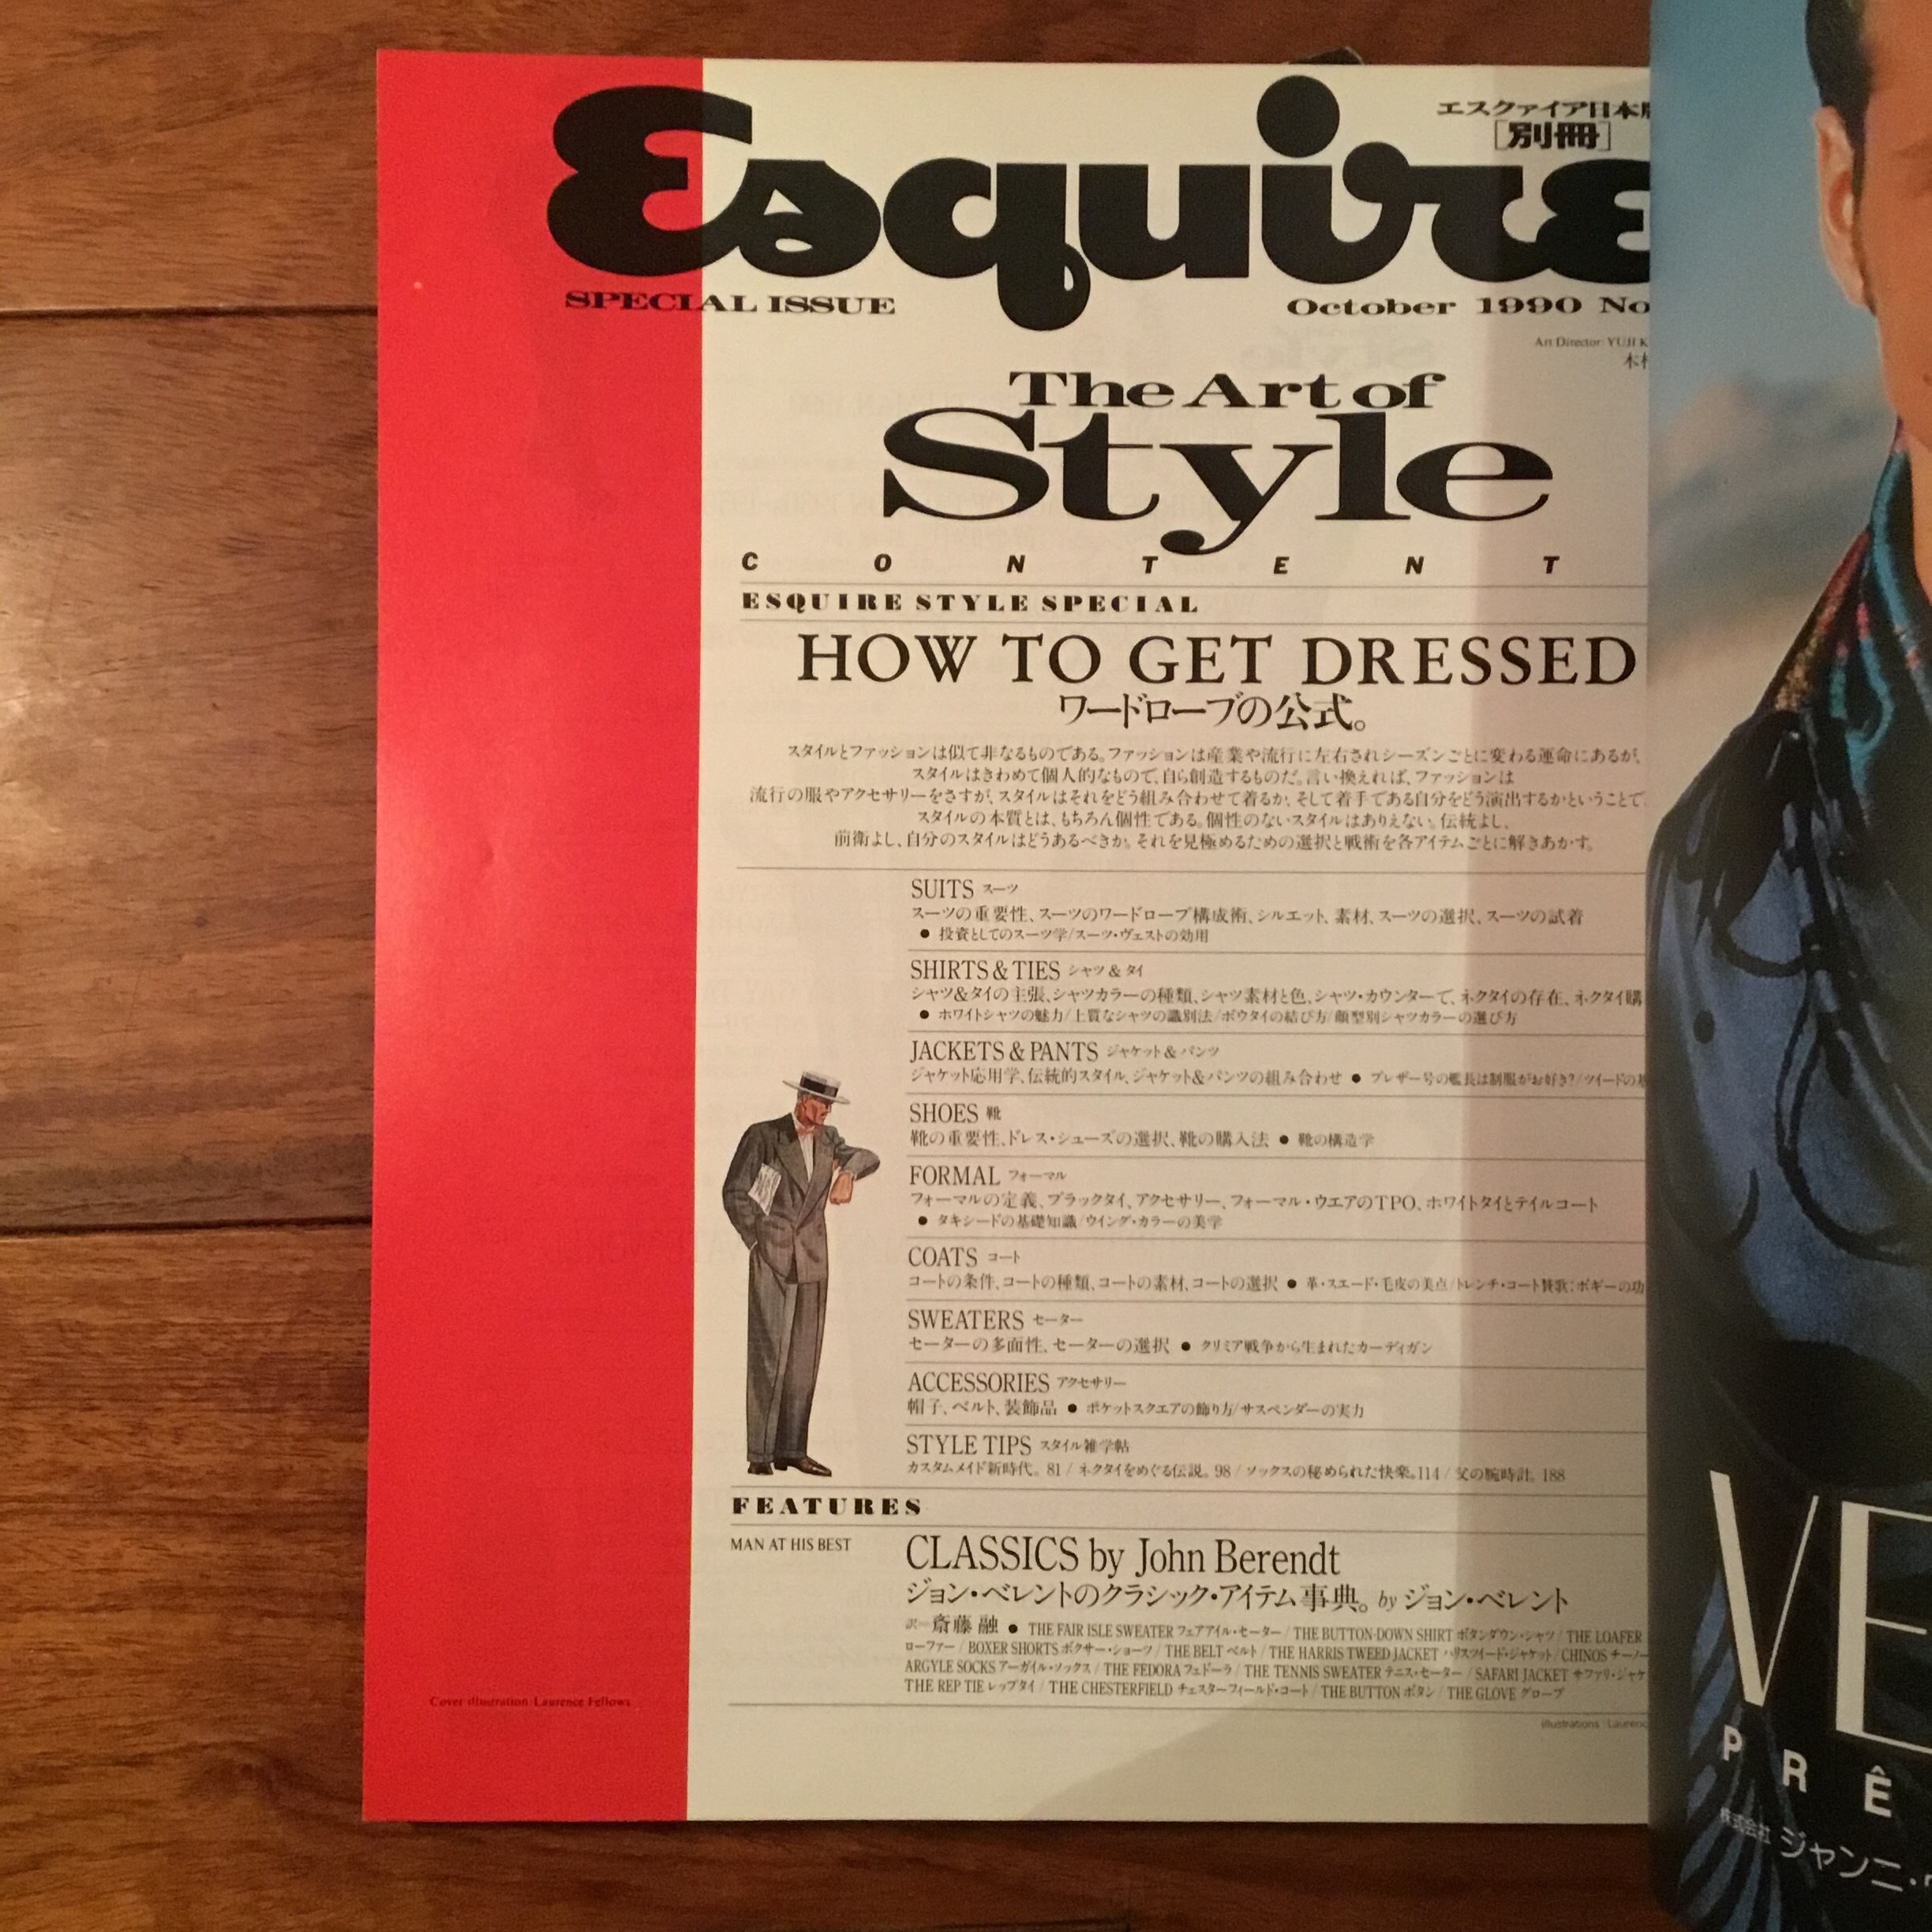 エスクァイア日本
[別冊]
Esquire
SPECIAL ISSUE
October 1990 No
Art Director: YUJI K
木
The Art of
Style
C O N T E N T
ESQUIRE STYLE SPECIAL
HOW TO GET DRESSED
ワードローブの公式。
スタイルとファッションは似て非なるものである。ファッションは産業や流行に左右されシーズンごとに変わる運命にあるが、
スタイルはきわめて個人的なもので、自ら創造するものだ。言い換えれば、ファッションは
流行の服やアクセサリーをさすが、スタイルはそれをどう組み合わせて着るか、そして着手である自分をどう演出するかということで、
スタイルの本質とは、もちろん個性である。個性のないスタイルはありえない。伝統よし、
前衛よし、自分のスタイルはどうあるべきか。それを見極めるための選択と戦術を各アイテムごとに解きあかす。
SUITS スーツ
スーツの重要性、スーツのワードローブ構成術、シルエット、素材、スーツの選択、スーツの試着
● 投資としてのスーツ学/スーツ・ヴェストの効用
SHIRTS & TIES シャツ & タイ
シャツ&タイの主張、シャツカラーの種類、シャツ素材と色、シャツ・カウンターで、ネクタイの存在、ネクタイ購
● ホワイトシャツの魅力/上質なシャツの識別法/ボウタイの結び方/顔型別シャツカラーの選び方
JACKETS & PANTS ジャケット & パンツ
ジャケット応用学、伝統的スタイル、ジャケット&パンツの組み合わせ ● ブレザー号の艦長は制服がお好き?/ツイードの基
SHOES 靴
靴の重要性、ドレス・シューズの選択、靴の購入法 ● 靴の構造学
FORMAL フォーマル
フォーマルの定義、ブラックタイ、アクセサリー、フォーマル・ウエアのTPO、ホワイトタイとテイルコート
● タキシードの基礎知識/ウイング・カラーの美学
COATS コート
コートの条件、コートの種類、コートの素材、コートの選択 ● 革・スエード・毛皮の美点/トレンチ・コート賛歌:ボギーの功
SWEATERS セーター
セーターの多面性、セーターの選択 ● クリミア戦争から生まれたカーディガン
ACCESSORIES アクセサリー
帽子、ベルト、装飾品 ● ポケットスクエアの飾り方/サスペンダーの実力
STYLE TIPS スタイル雑学帖
カスタムメイド新時代。 81 / ネクタイをめぐる伝説。 98 / ソックスの秘められた快楽。114 / 父の腕時計。 188
FEATURES
MAN AT HIS BEST
CLASSICS by John Berendt
ジョン・ベレントのクラシック・アイテム事典。 by ジョン・ベレント
訳―斎藤 融 ● THE FAIR ISLE SWEATER フェアアイル・セーター / THE BUTTON-DOWN SHIRT ボタンダウン・シャツ / THE LOAFER
ローファー / BOXER SHORTS ボクサー・ショーツ / THE BELT ベルト / THE HARRIS TWEED JACKET ハリスツイード・ジャケット / CHINOS チーノ
ARGYLE SOCKS アーガイル・ソックス / THE FEDORA フェドーラ / THE TENNIS SWEATER テニス・セーター / SAFARI JACKET サファリ・ジャケ
THE REP TIE レップタイ / THE CHESTERFIELD チェスターフィールド・コート / THE BUTTON ボタン / THE GLOVE グローブ
Cover illustration: Laurence Fellows
illustrations : Laurenc
VE
P R Ê
株式会社 ジャンニ・